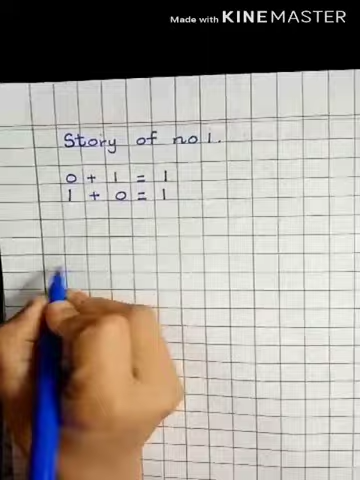 Made with KINEMASTER
Story of no 1.
0 + 1 = 1
1 + 0 = 1